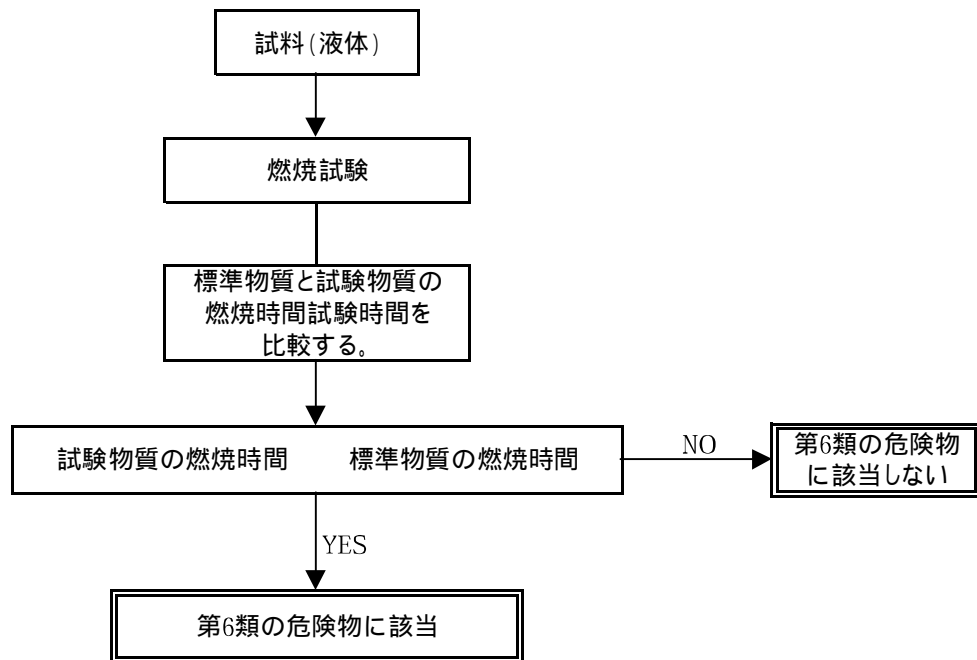 試料(液体)
燃焼試験
標準物質と試験物質の
燃焼時間試験時間を
比較する。
試験物質の燃焼時間　　標準物質の燃焼時間
NO
第6類の危険物
に該当しない
YES
第6類の危険物に該当